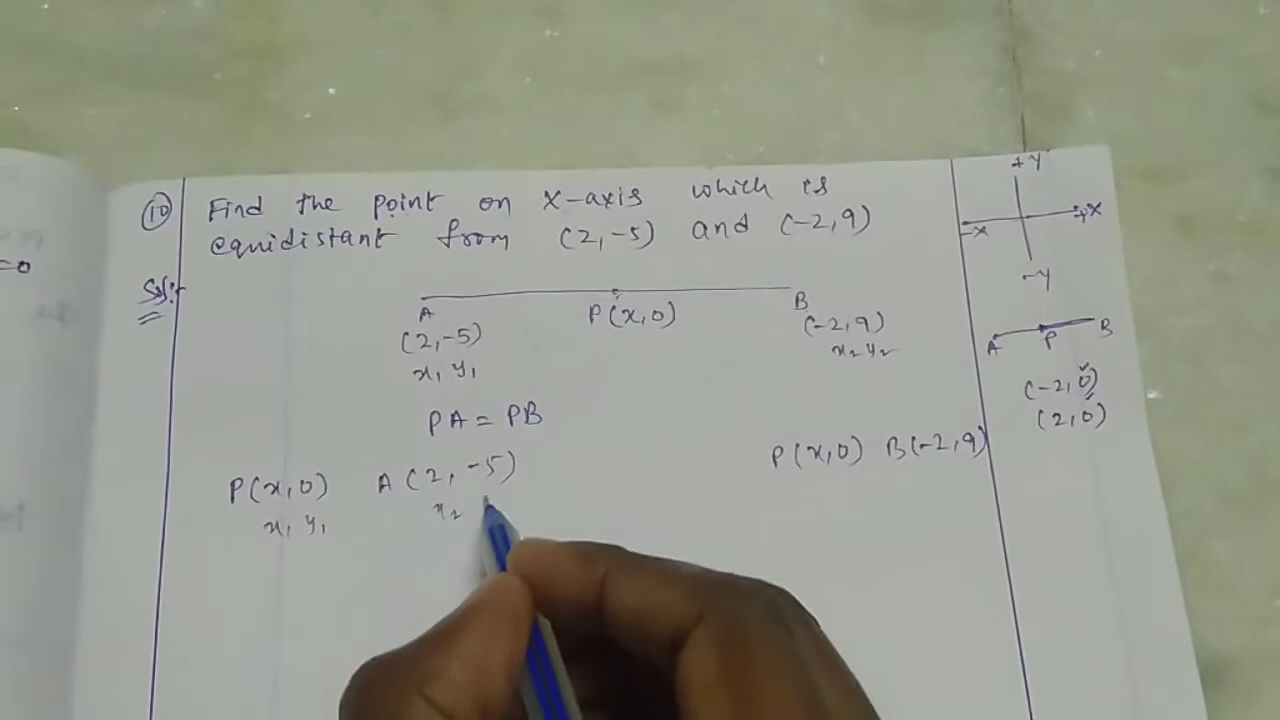 10 Find the point on X-axis which is
equidistant from (2,-5) and (-2,9)
Sol:-
A P(x,0) B
(2,-5) (-2,9)
x₁ y₁ x₂ y₂
PA = PB
P(x,0) A(2,-5) P(x,0) B(-2,9)
x₁ y₁ x₂
+Y
-X +X
-Y
A P B
(-2,0)
(2,0)
=0